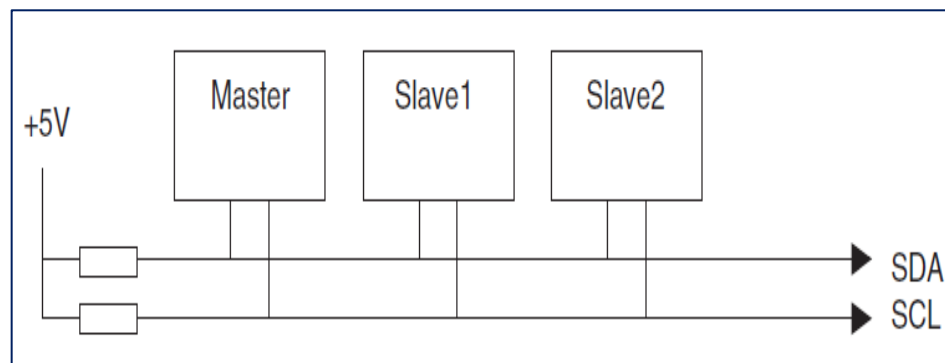 Master
Slave1
Slave2
+5V
SDA
SCL